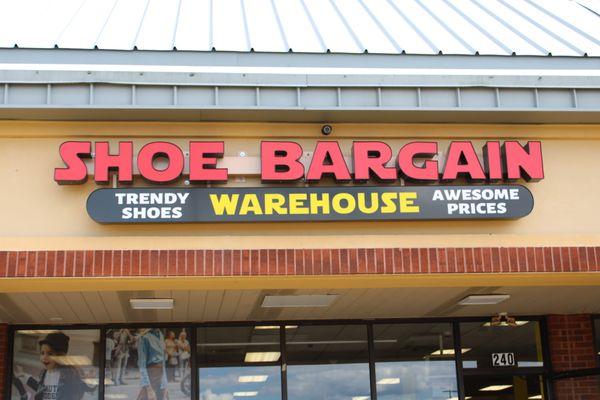 SHOE BARGAIN
TRENDY SHOES
WAREHOUSE
AWESOME PRICES
240